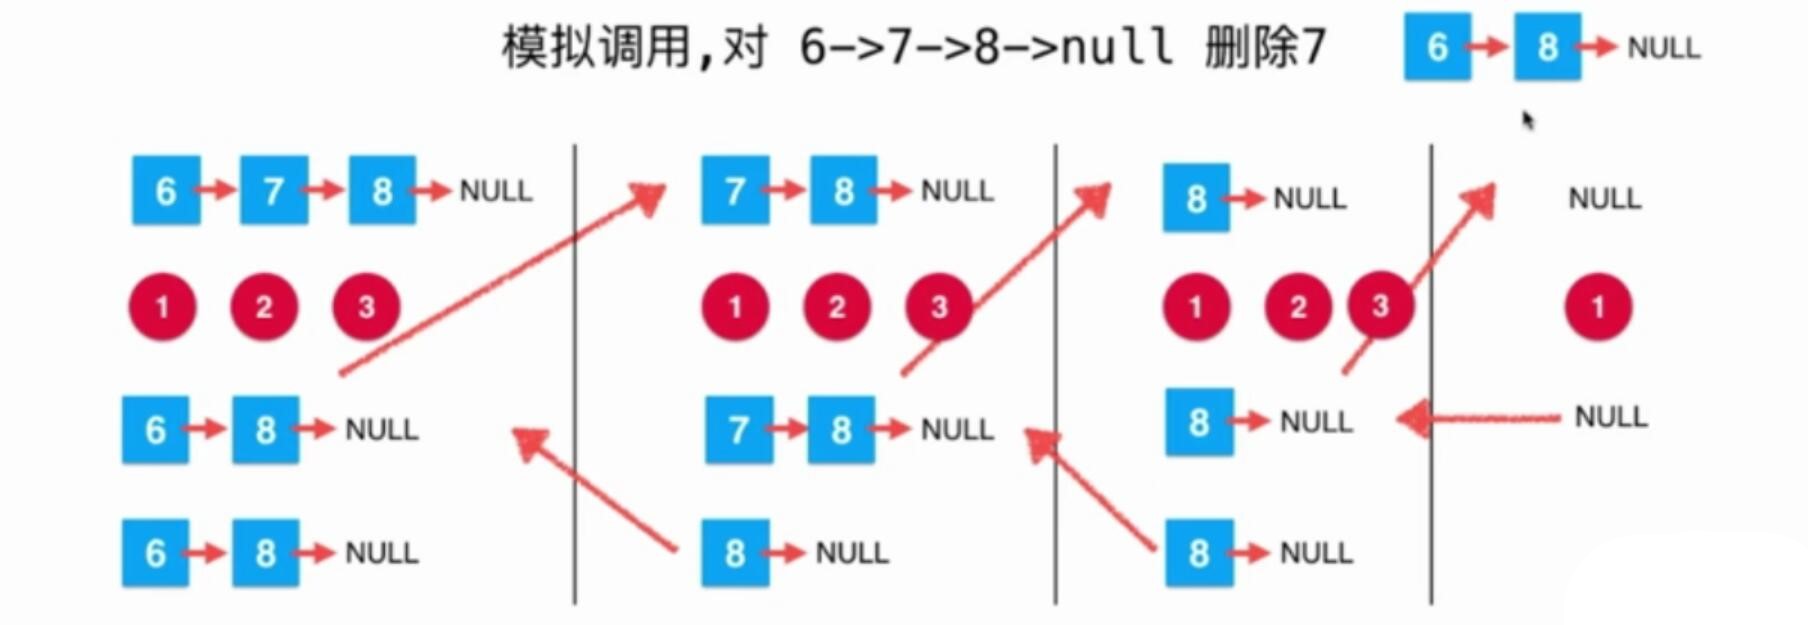 模拟调用,对 6->7->8->null 删除7 6 8 NULL
6 7 8 NULL 7 8 NULL 8 NULL NULL
1 2 3 1 2 3 1 2 3 1
6 8 NULL 7 8 NULL 8 NULL NULL
6 8 NULL 8 NULL 8 NULL